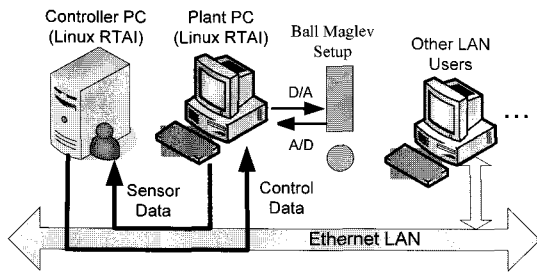 Controller PC
(Linux RTAI)
Plant PC
(Linux RTAI)
Ball Maglev
Setup
Other LAN
Users
D/A
A/D
...
Sensor
Data
Control
Data
Ethernet LAN